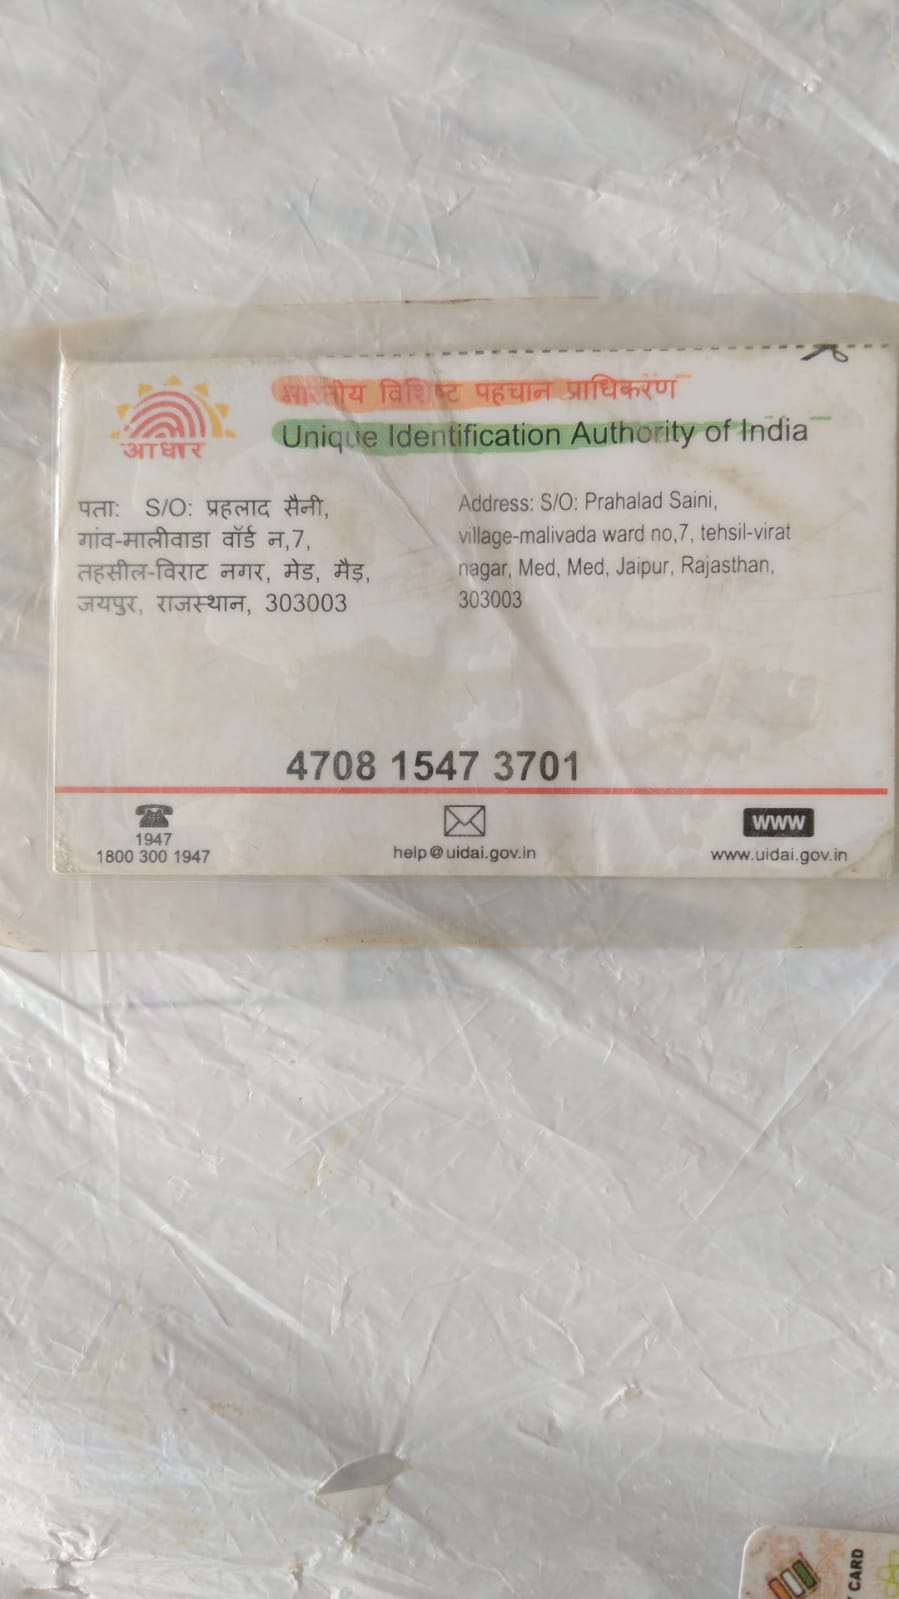 भारतीय विशिष्ट पहचान प्राधिकरण
आधार
Unique Identification Authority of India
पता: S/O: प्रहलाद सैनी,
गांव-मालीवाडा वॉर्ड न,7,
तहसील-विराट नगर, मेड, मैड़,
जयपुर, राजस्थान, 303003
Address: S/O: Prahalad Saini,
village-malivada ward no,7, tehsil-virat
nagar, Med, Med, Jaipur, Rajasthan,
303003
4708 1547 3701
1947
1800 300 1947
help@uidai.gov.in
www
www.uidai.gov.in
CARD